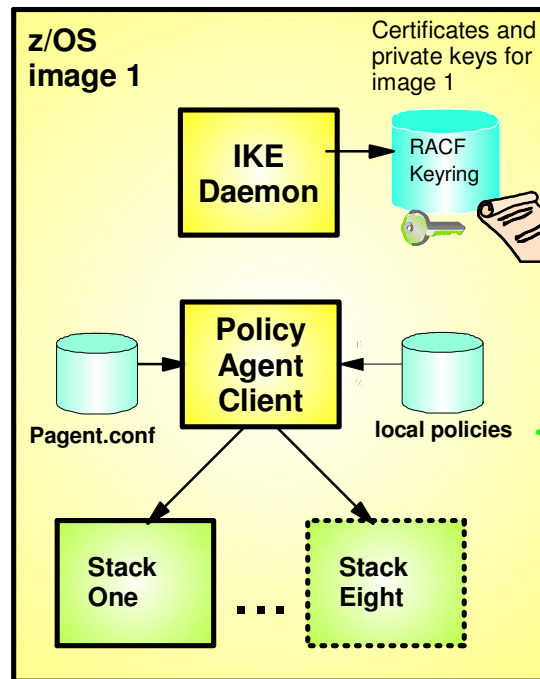 z/OS
image 1
Certificates and
private keys for
image 1
IKE
Daemon
RACF
Keyring
Policy
Agent
Client
Pagent.conf
local policies
Stack
One
...
Stack
Eight